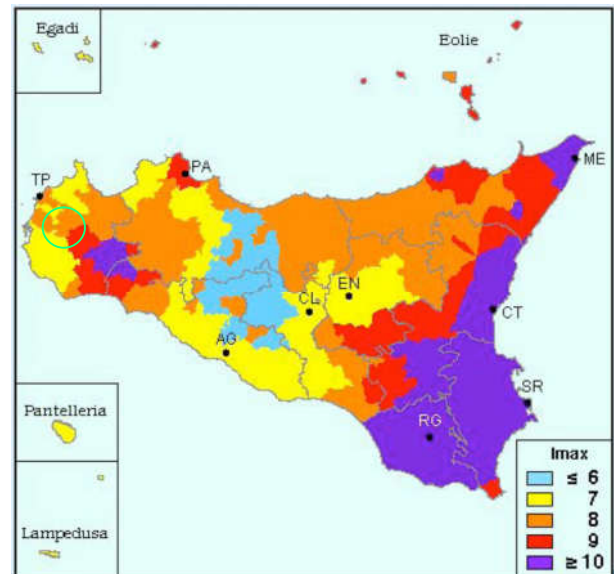 Egadi
Eolie
ME
PA
TP
EN
CL
CT
AG
SR
Pantelleria
RG
Imax
≤ 6
7
8
9
≥ 10
Lampedusa